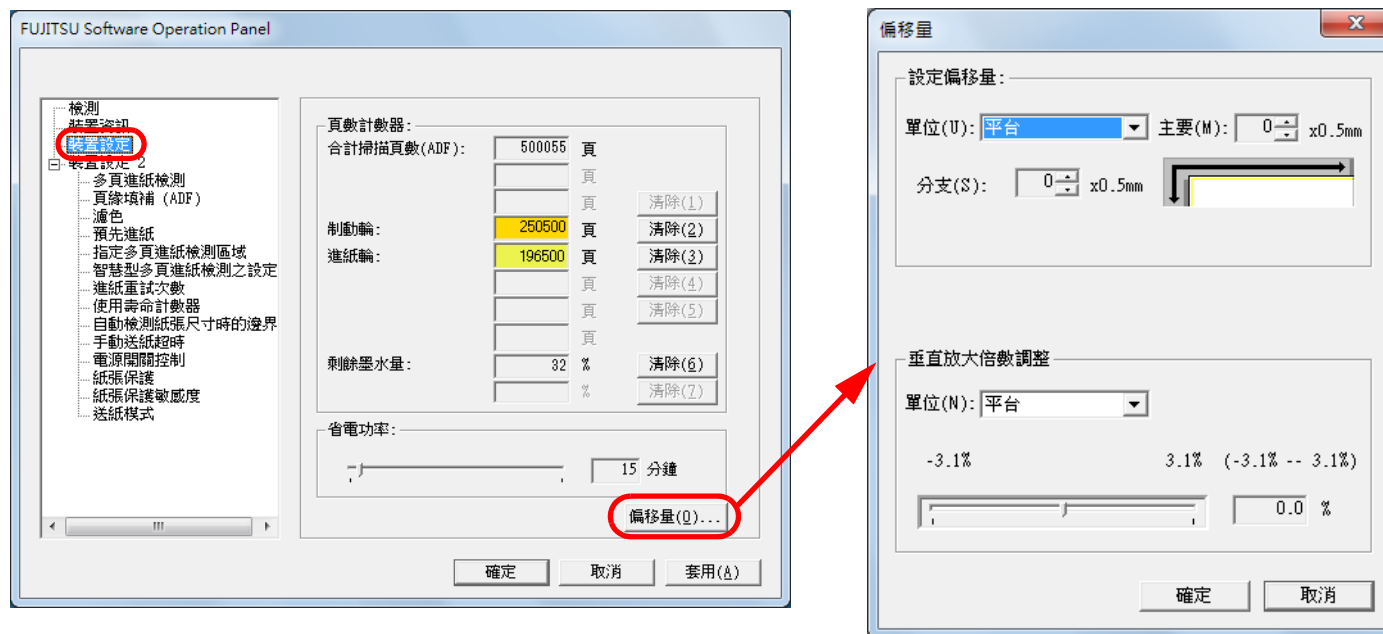 FUJITSU Software Operation Panel
檢測
裝置資訊
裝置設定
裝置設定 2
多頁進紙檢測
頁緣填補 (ADF)
濾色
預先進紙
指定多頁進紙檢測區域
智慧型多頁進紙檢測之設定
進紙重試次數
使用壽命計數器
自動檢測紙張尺寸時的邊界
手動送紙超時
電源開關控制
紙張保護
紙張保護敏感度
送紙模式
頁數計數器:
合計掃描頁數(ADF): 500055 頁
頁
頁 清除(1)
制動輪: 250500 頁 清除(2)
進紙輪: 196500 頁 清除(3)
頁 清除(4)
頁 清除(5)
頁
剩餘墨水量: 32 % 清除(6)
% 清除(7)
省電功率:
15 分鐘
偏移量(O)...
確定 取消 套用(A)
偏移量
設定偏移量:
單位(U): 平台 主要(M): 0 x0.5mm
分支(S): 0 x0.5mm
垂直放大倍數調整
單位(N): 平台
-3.1% 3.1% (-3.1% -- 3.1%)
0.0 %
確定 取消